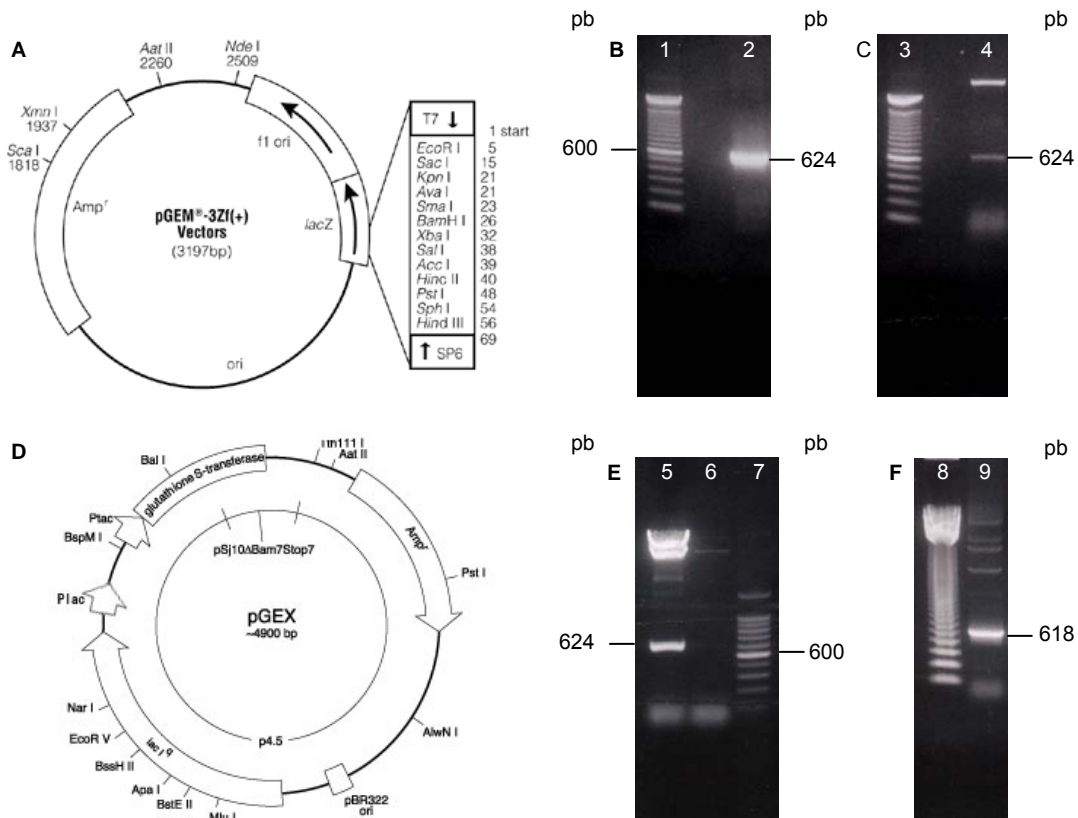 A
Nde I
2509
Aat II
2260
Xmn I
1937
Sca I
1818
Ampʳ
f1 ori
lacZ
pGEM®-3Zf(+)
Vectors
(3197bp)
ori
T7 ↓
1 start
EcoR I 5
Sac I 15
Kpn I 21
Ava I 21
Sma I 23
BamH I 26
Xba I 32
Sal I 38
Acc I 39
Hinc II 40
Pst I 48
Sph I 54
Hind III 56
69
↑ SP6
pb
B
1 2
600
pb
624
C
3 4
pb
624
D
Bal I
glutathione S-transferase
Aat II
Ampʳ
Pst I
AlwN I
pBR322
ori
Mlu I
BstE II
Apa I
BssH II
EcoR V
Nar I
lac Iq
Plac
BspM I
Ptac
pSj10ΔBam7Stop7
pGEX
~4900 bp
p4.5
pb
E
5 6 7
624
pb
600
F
8 9
pb
618